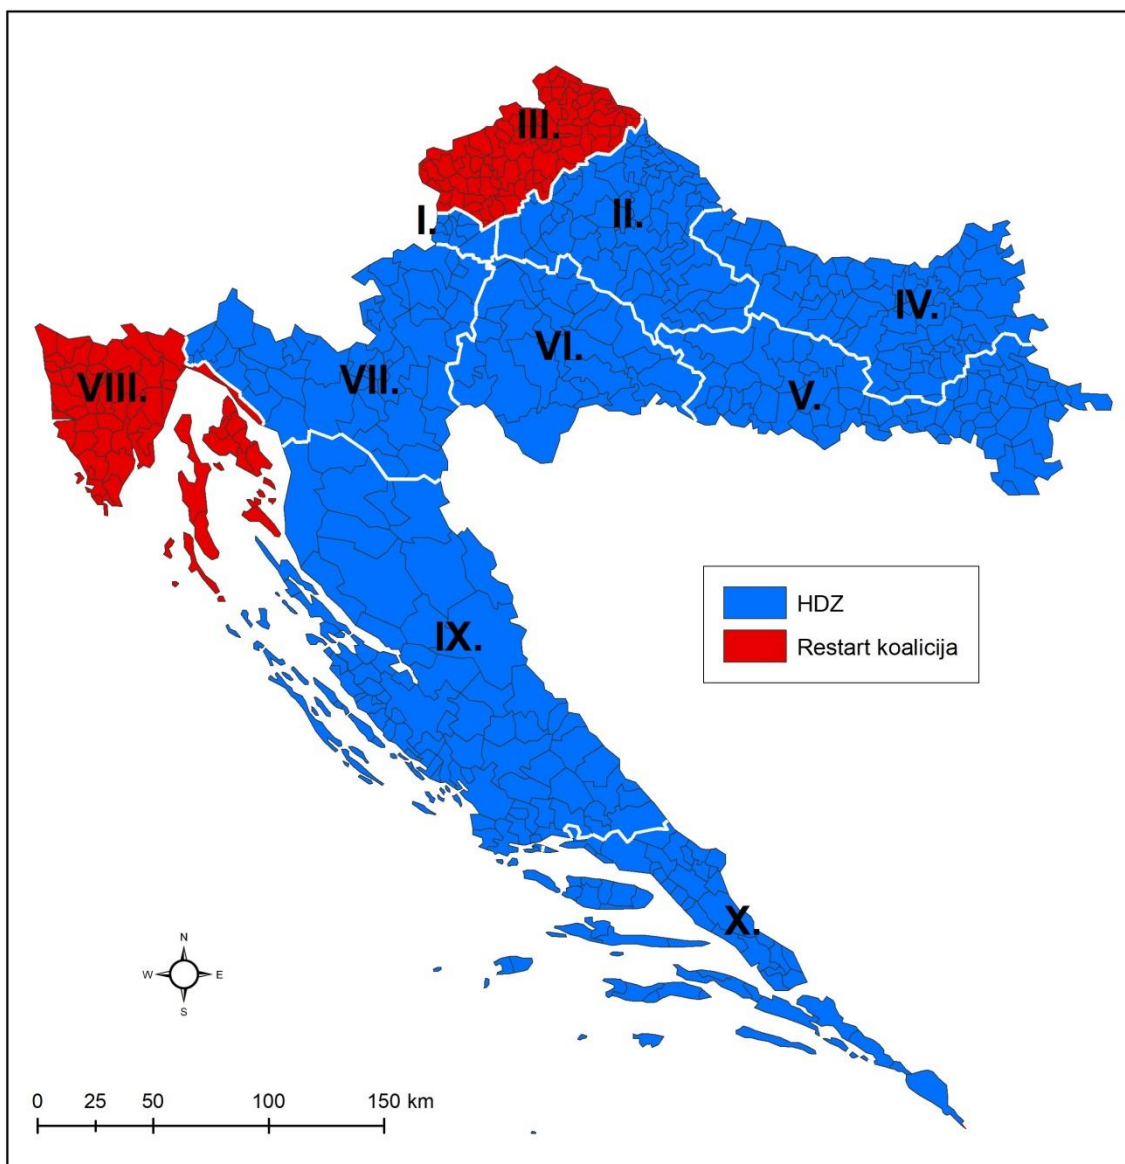 III.
I.
II.
IV.
VI.
VII.
VIII.
V.
HDZ
Restart koalicija
IX.
X.
N
W E
S
0 25 50 100 150 km